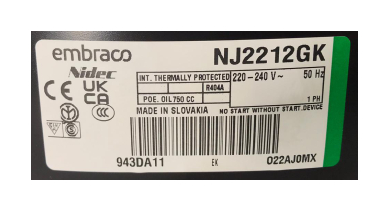 embraco
NJ2212GK
Nidec
INT. THERMALLY PROTECTED
220-240 V~ 50 Hz
R404A
POE. OIL750 CC
1 PH
CE UK CA
CCC
MADE IN SLOVAKIA
NO START WITHOUT START.DEVICE
943DA11
EK
022AJ0MX